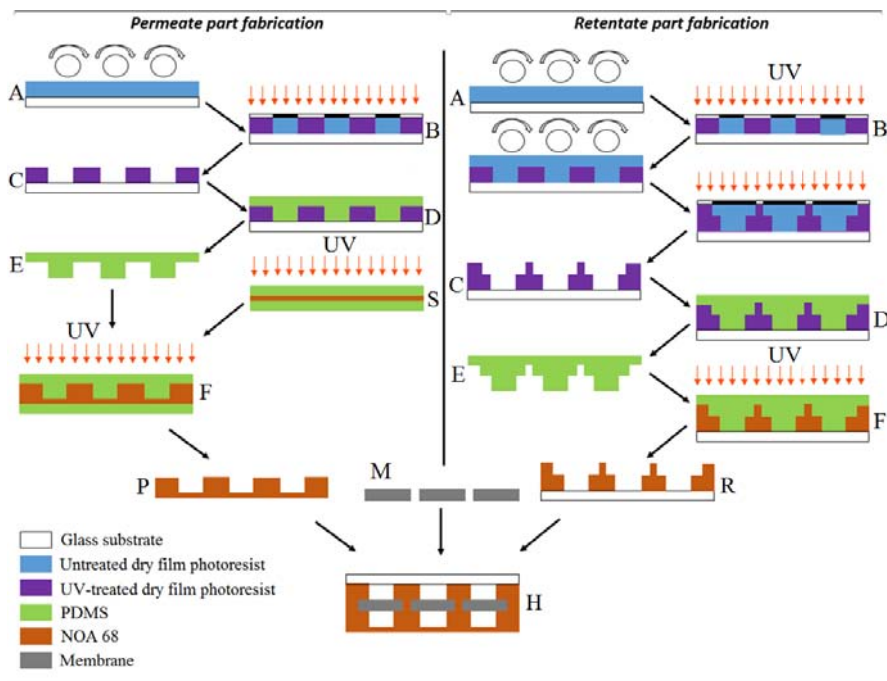 Permeate part fabrication
Retentate part fabrication
A
B
C
D
E
UV
S
UV
F
P
A
UV
B
C
D
E
UV
F
R
M
H
Glass substrate
Untreated dry film photoresist
UV-treated dry film photoresist
PDMS
NOA 68
Membrane